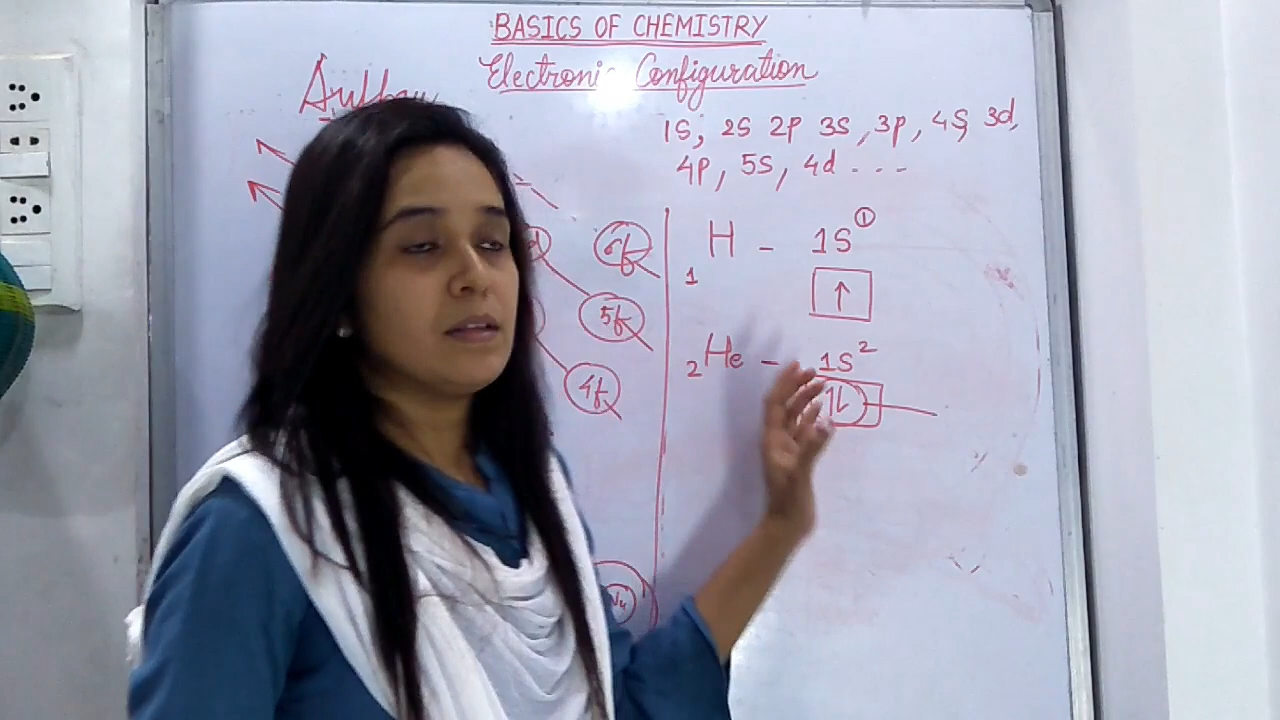 BASICS OF CHEMISTRY
Electronic Configuration
1S, 2S 2P 3S, 3P, 4S, 3d,
4P, 5S, 4d - - -
1H - 1S①
↑
6f
5f
2He - 1S²
1L
4f